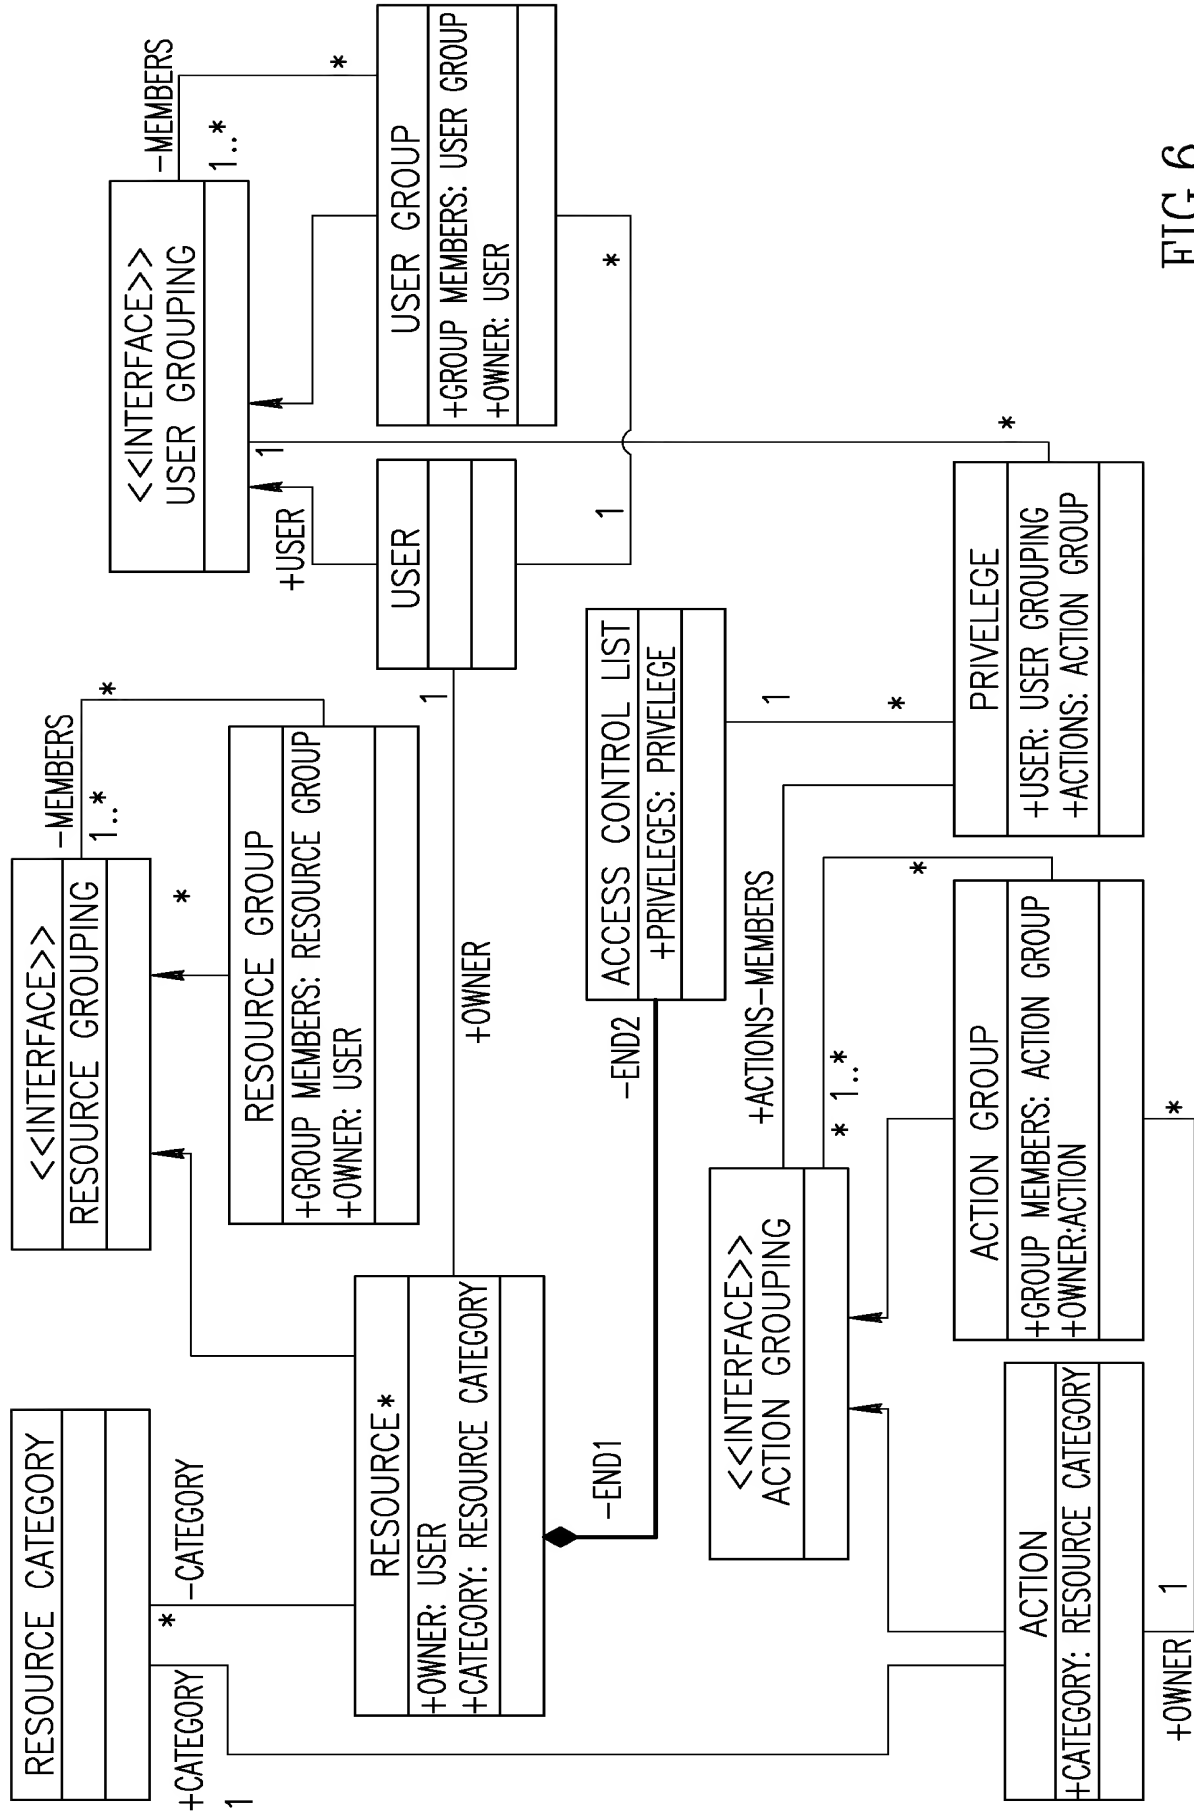 RESOURCE CATEGORY
+CATEGORY
1
*
-CATEGORY
<<INTERFACE>>
RESOURCE GROUPING
-MEMBERS
1..*
*
*
RESOURCE GROUP
+GROUP MEMBERS: RESOURCE GROUP
+OWNER: USER
<<INTERFACE>>
USER GROUPING
-MEMBERS
1..*
*
+USER
1
RESOURCE*
+OWNER: USER
+CATEGORY: RESOURCE CATEGORY
+OWNER
1
USER
USER GROUP
+GROUP MEMBERS: USER GROUP
+OWNER: USER
1
*
-END1
-END2
ACCESS CONTROL LIST
+PRIVELEGES: PRIVELEGE
<<INTERFACE>>
ACTION GROUPING
+ACTIONS-MEMBERS
* 1..*
*
1
*
*
ACTION
+CATEGORY: RESOURCE CATEGORY
ACTION GROUP
+GROUP MEMBERS: ACTION GROUP
+OWNER:ACTION
PRIVELEGE
+USER: USER GROUPING
+ACTIONS: ACTION GROUP
+OWNER
1
*
FIG.6